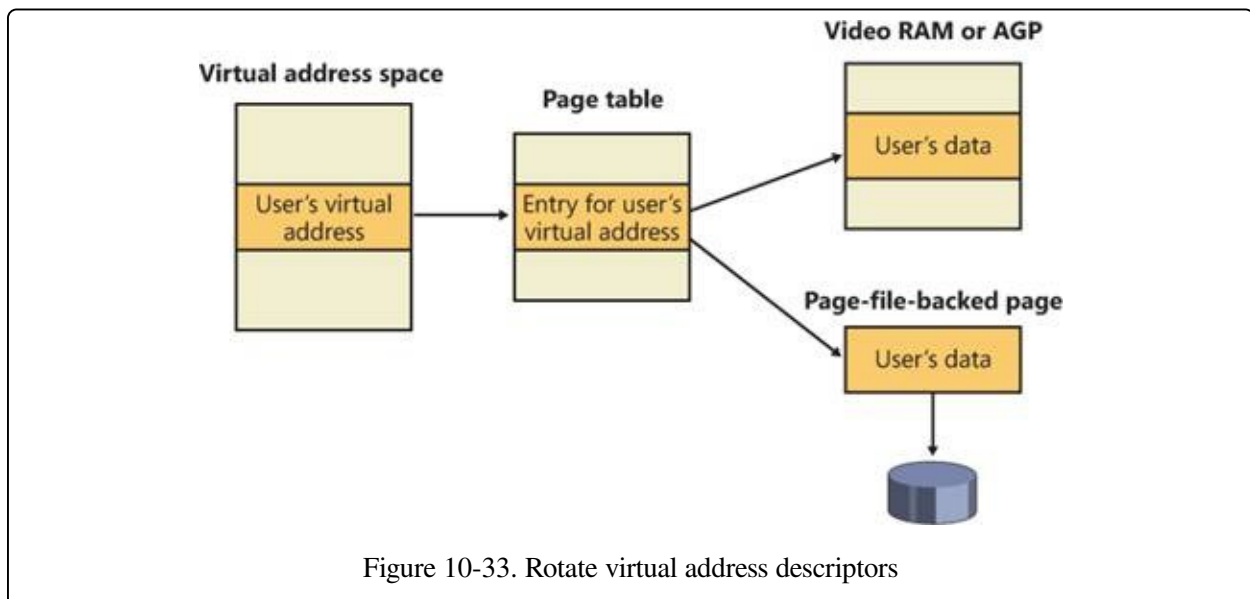 Virtual address space
User's virtual
address
Page table
Entry for user's
virtual address
Video RAM or AGP
User's data
Page-file-backed page
User's data
Figure 10-33. Rotate virtual address descriptors